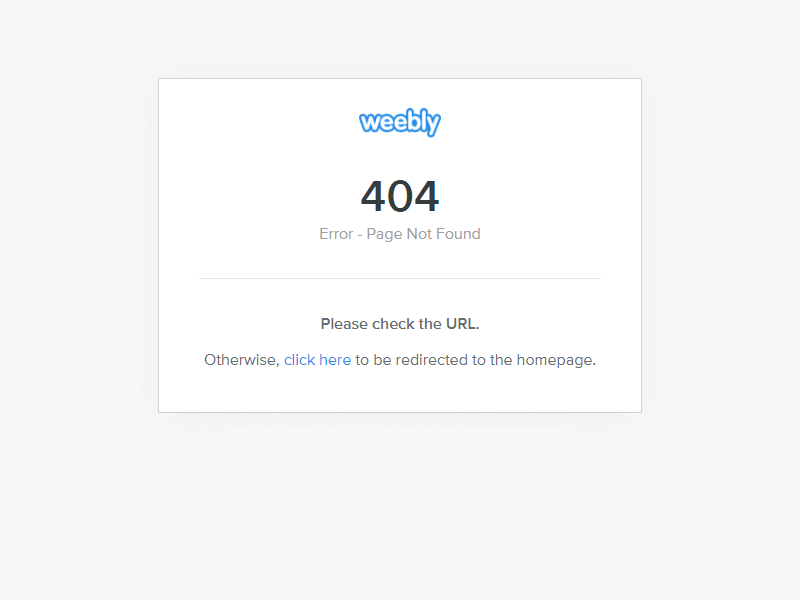 weebly
404
Error - Page Not Found
Please check the URL.
Otherwise, click here to be redirected to the homepage.